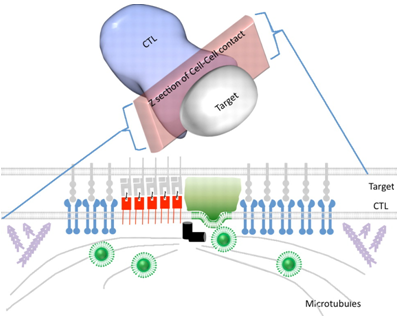 CTL
Z section of Cell-Cell contact
Target
Target
CTL
Microtubules